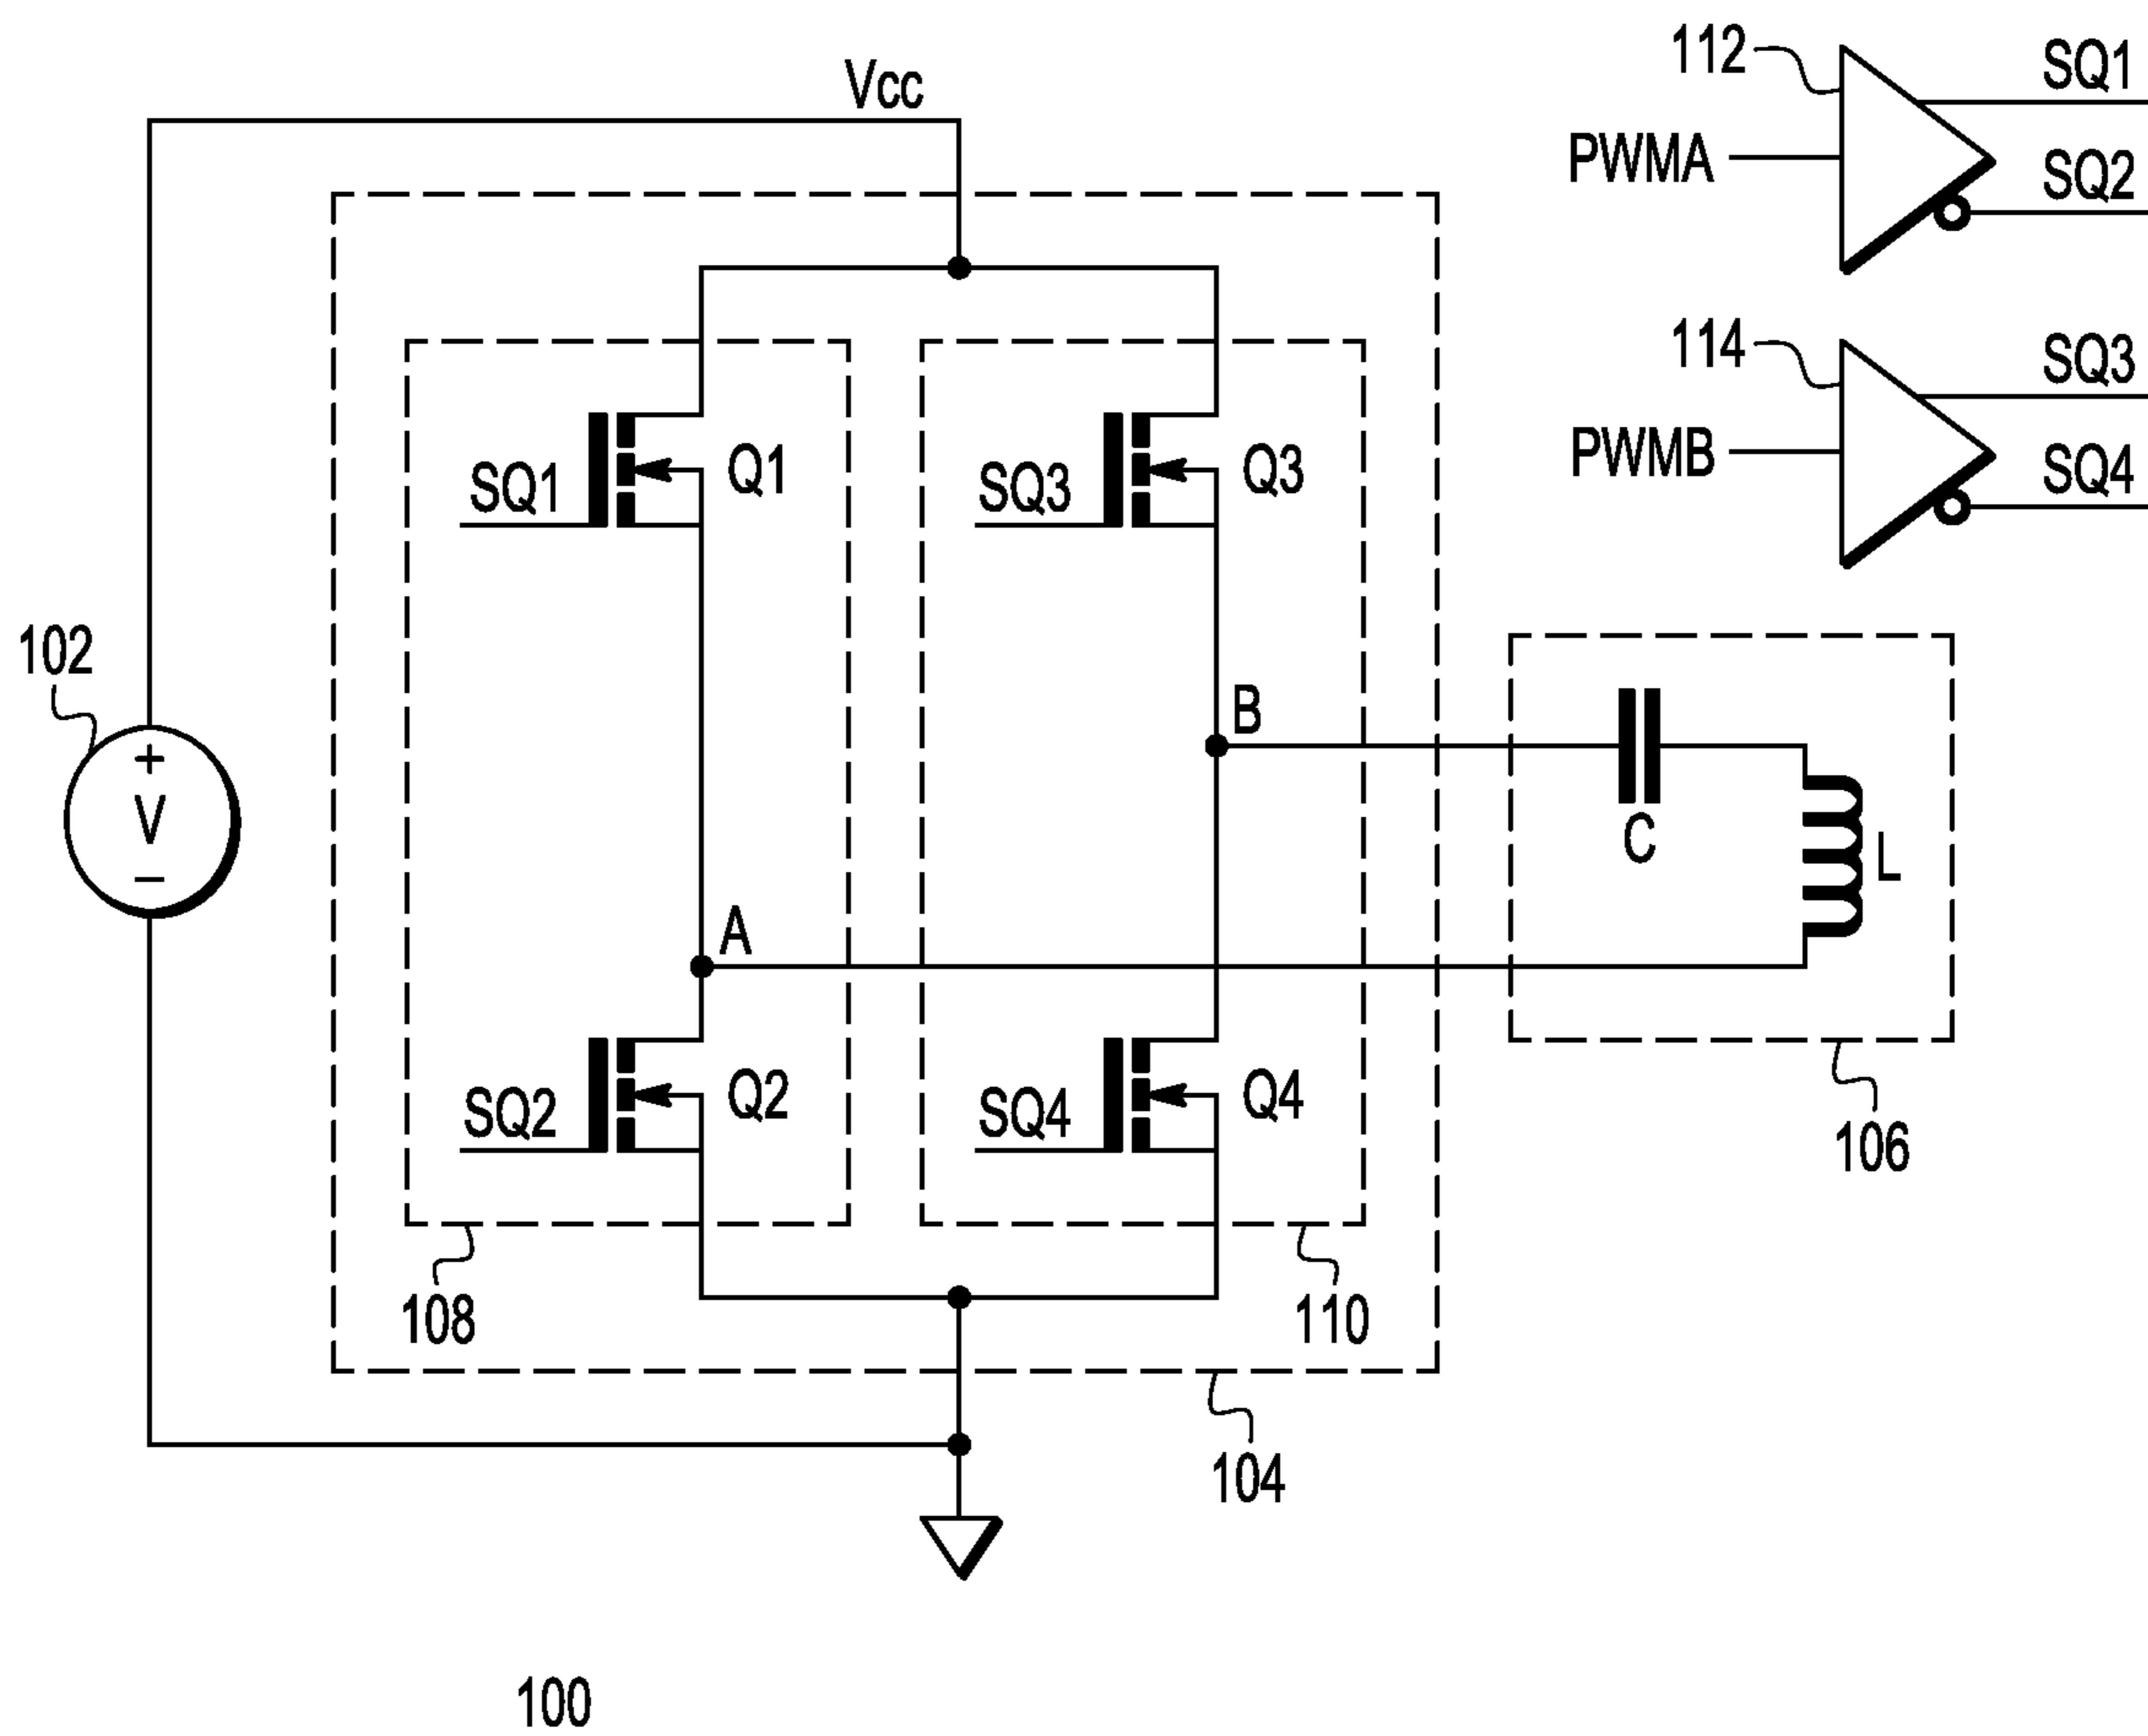 Vcc
112
SQ1
PWMA
SQ2
114
SQ3
PWMB
SQ4
SQ1
Q1
SQ3
Q3
102
+
V
−
B
C
L
A
SQ2
Q2
SQ4
Q4
106
108
110
104
100